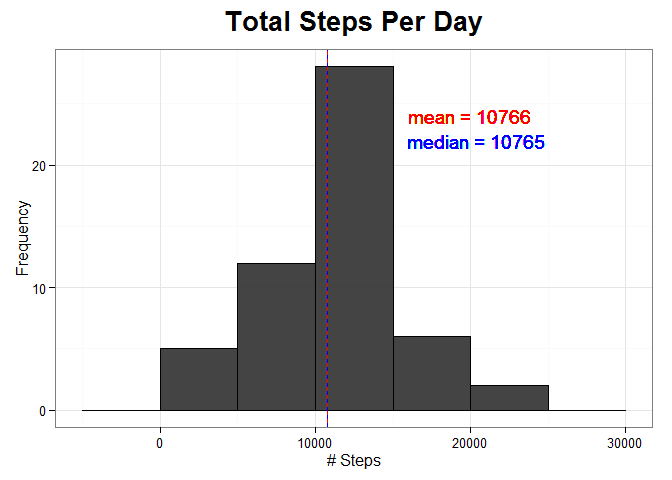 Total Steps Per Day
mean = 10766
median = 10765
Frequency
20
10
0
0
10000
20000
30000
# Steps